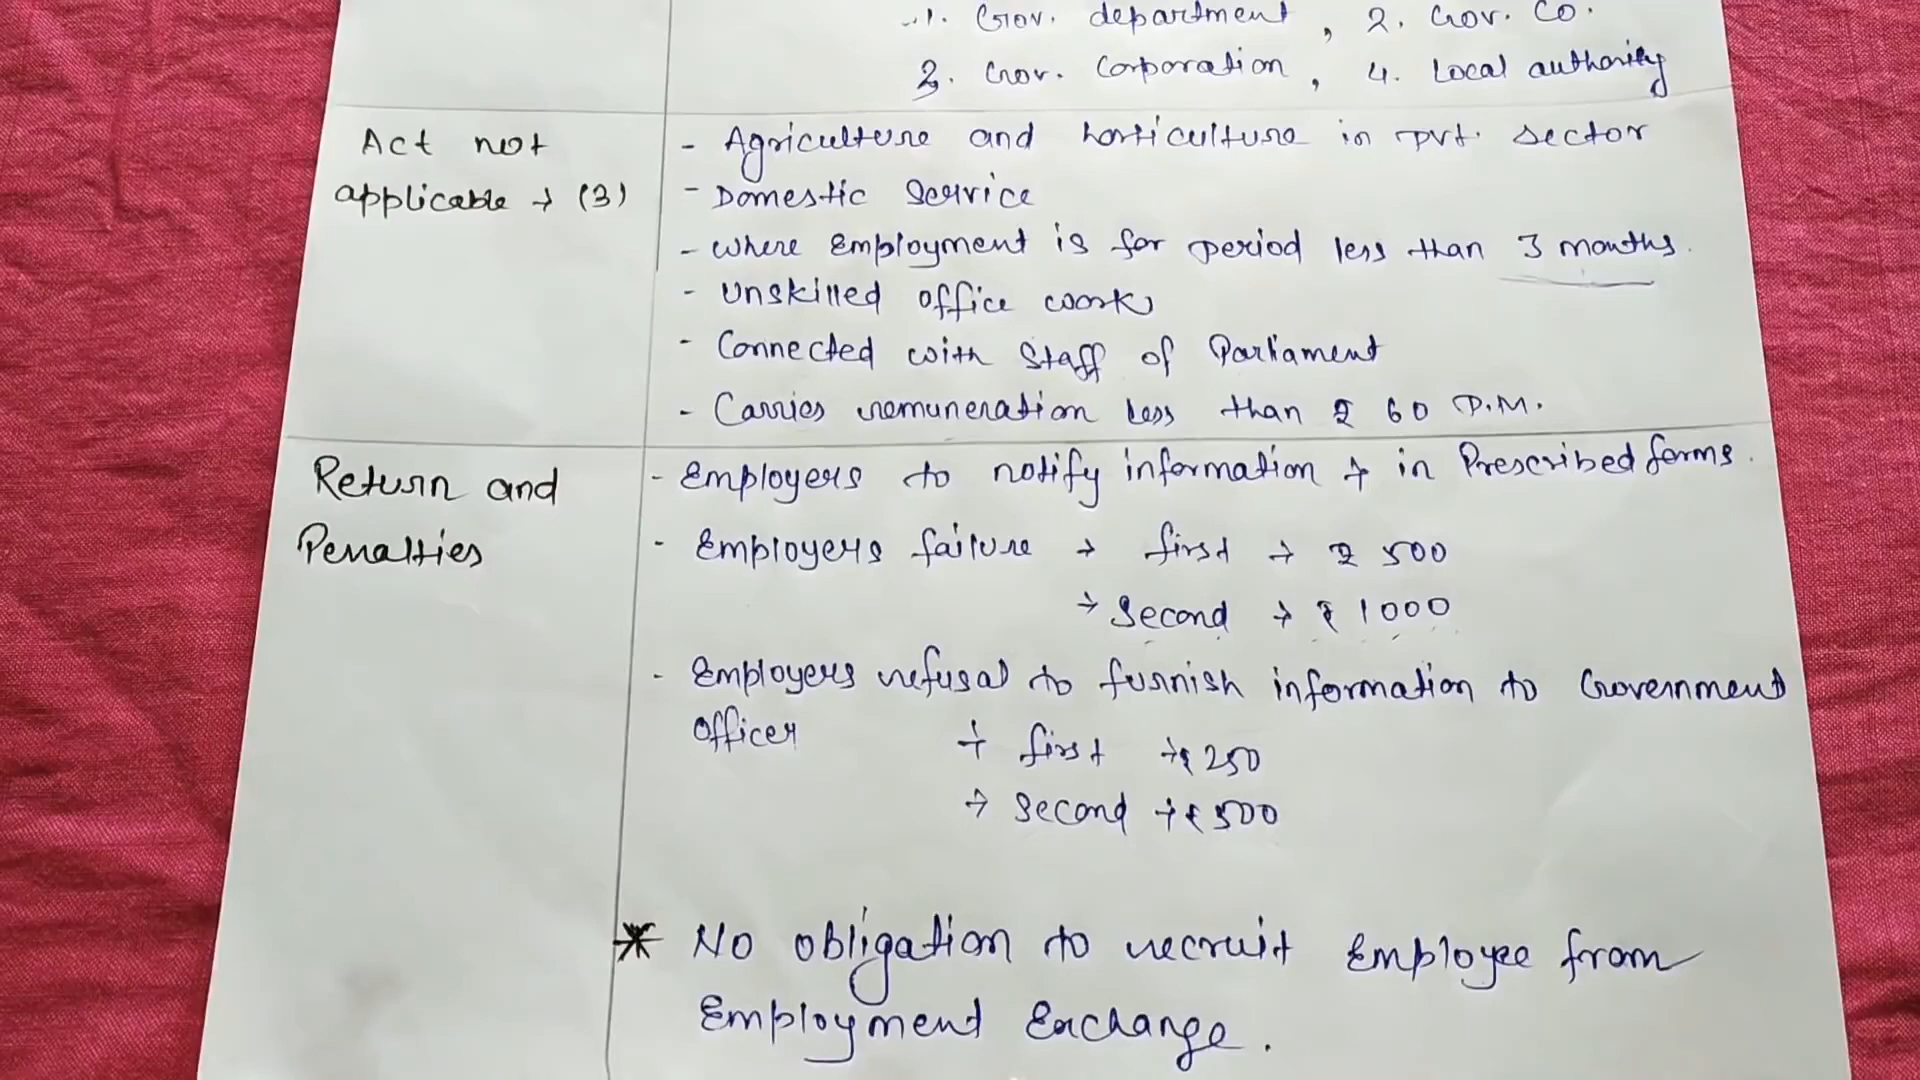 1. Gov. department, 2. Gov. Co.
3. Gov. Corporation, 4. Local authority
Act not
applicable → (3)
- Agriculture and horticulture in pvt. sector
- Domestic Service
- Where Employment is for period less than 3 months.
- Unskilled office work
- Connected with Staff of Parliament
- Carries remuneration less than ₹ 60 P.M.
Return and
Penalties
- Employers to notify information → in Prescribed forms.
- Employers failure → first → ₹ 500
→ Second → ₹ 1000
- Employers refusal to furnish information to Government
officer → first → ₹ 250
→ Second → ₹ 500
* No obligation to recruit Employee from
Employment Exchange.